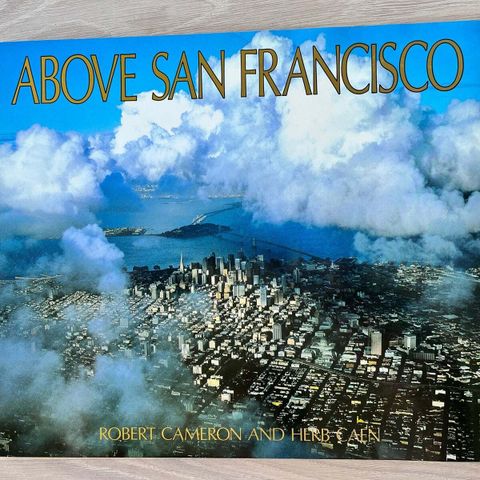 ABOVE SAN FRANCISCO
ROBERT CAMERON AND HERB CAEN